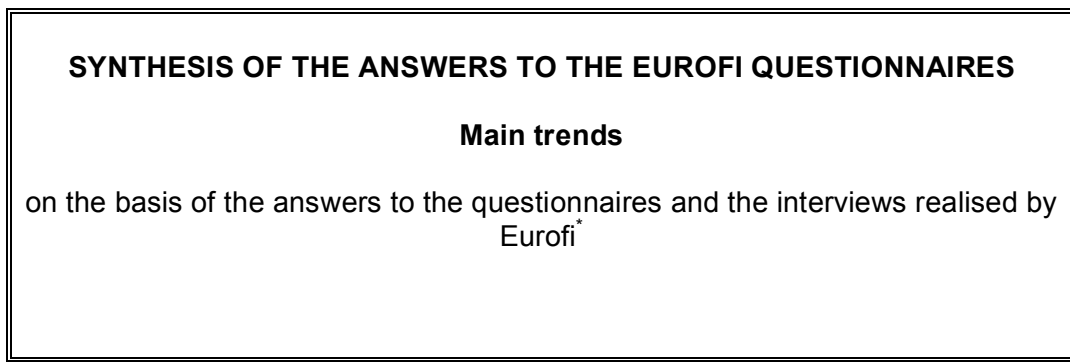 SYNTHESIS OF THE ANSWERS TO THE EUROFI QUESTIONNAIRES
Main trends
on the basis of the answers to the questionnaires and the interviews realised by
Eurofi*